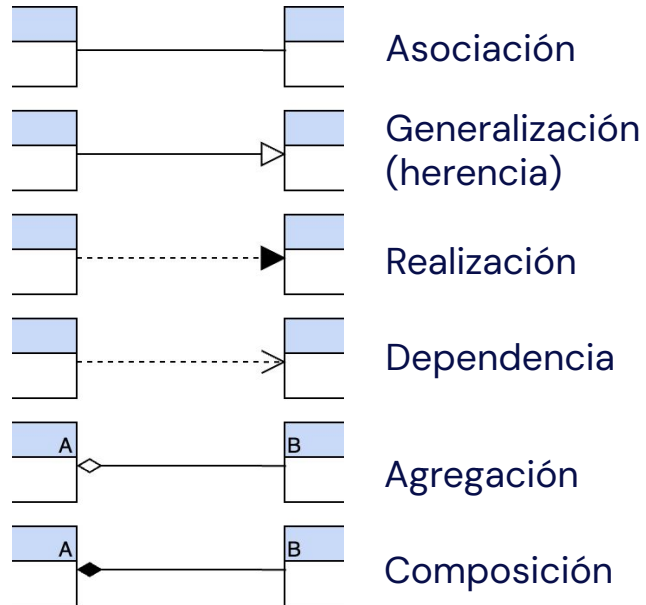 Asociación
Generalización
(herencia)
Realización
Dependencia
A B
Agregación
A B
Composición